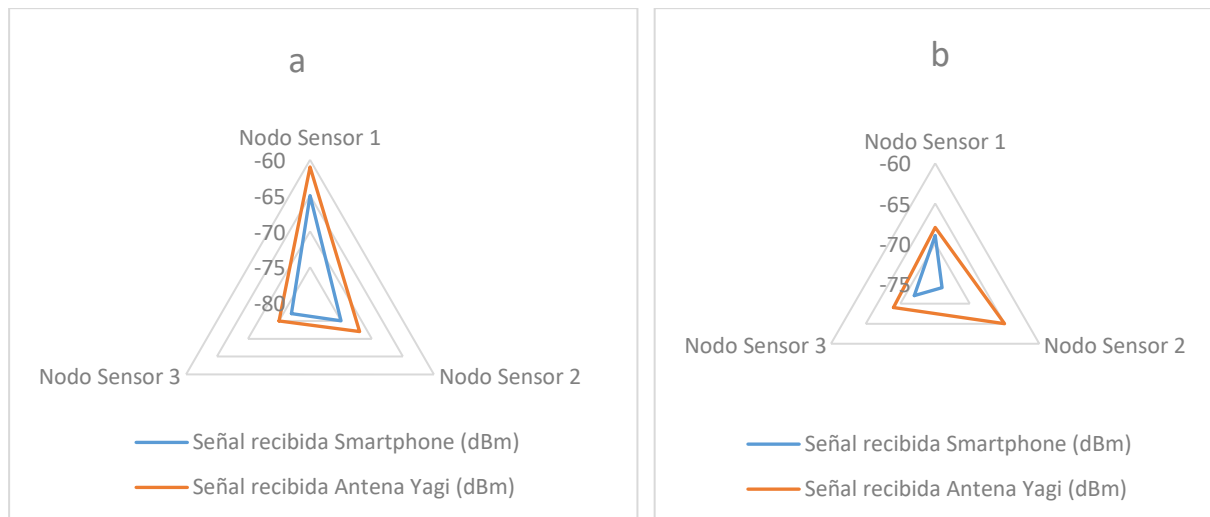 a
Nodo Sensor 1
-60
-65
-70
-75
-80
Nodo Sensor 3
Nodo Sensor 2
Señal recibida Smartphone (dBm)
Señal recibida Antena Yagi (dBm)
b
Nodo Sensor 1
-60
-65
-70
-75
Nodo Sensor 3
Nodo Sensor 2
Señal recibida Smartphone (dBm)
Señal recibida Antena Yagi (dBm)